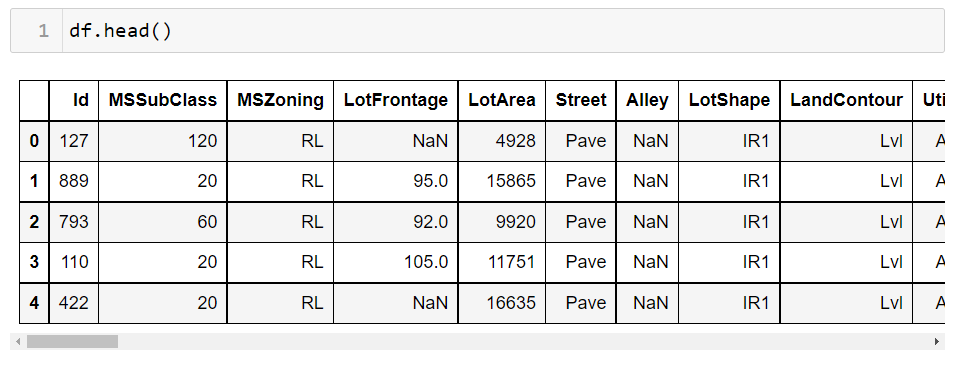 1 df.head()
Id MSSubClass MSZoning LotFrontage LotArea Street Alley LotShape LandContour Uti
0 127 120 RL NaN 4928 Pave NaN IR1 Lvl A
1 889 20 RL 95.0 15865 Pave NaN IR1 Lvl A
2 793 60 RL 92.0 9920 Pave NaN IR1 Lvl A
3 110 20 RL 105.0 11751 Pave NaN IR1 Lvl A
4 422 20 RL NaN 16635 Pave NaN IR1 Lvl A